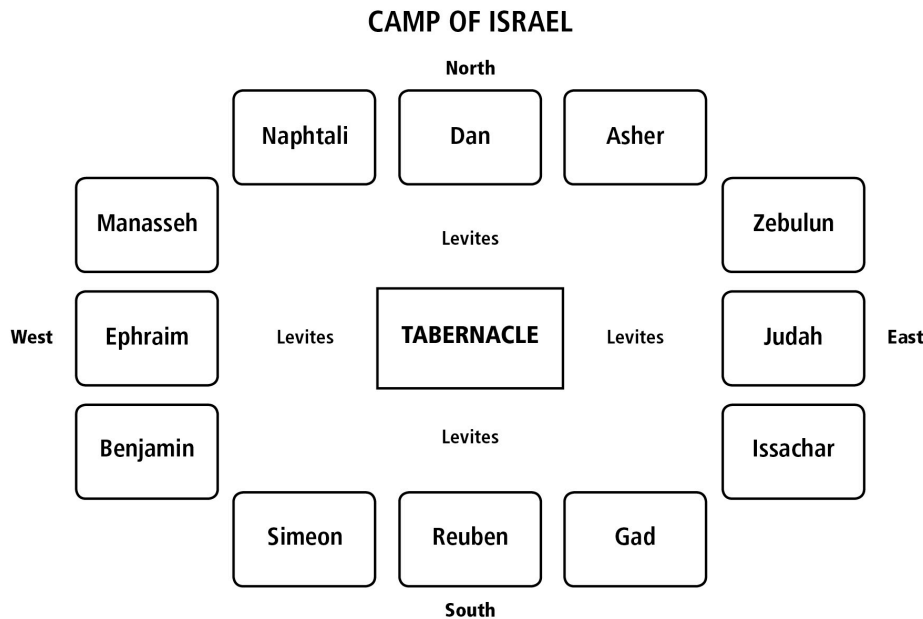 CAMP OF ISRAEL
North
Naphtali
Dan
Asher
Manasseh
Levites
Zebulun
West
Ephraim
Levites
TABERNACLE
Levites
Judah
East
Benjamin
Levites
Issachar
Simeon
Reuben
Gad
South